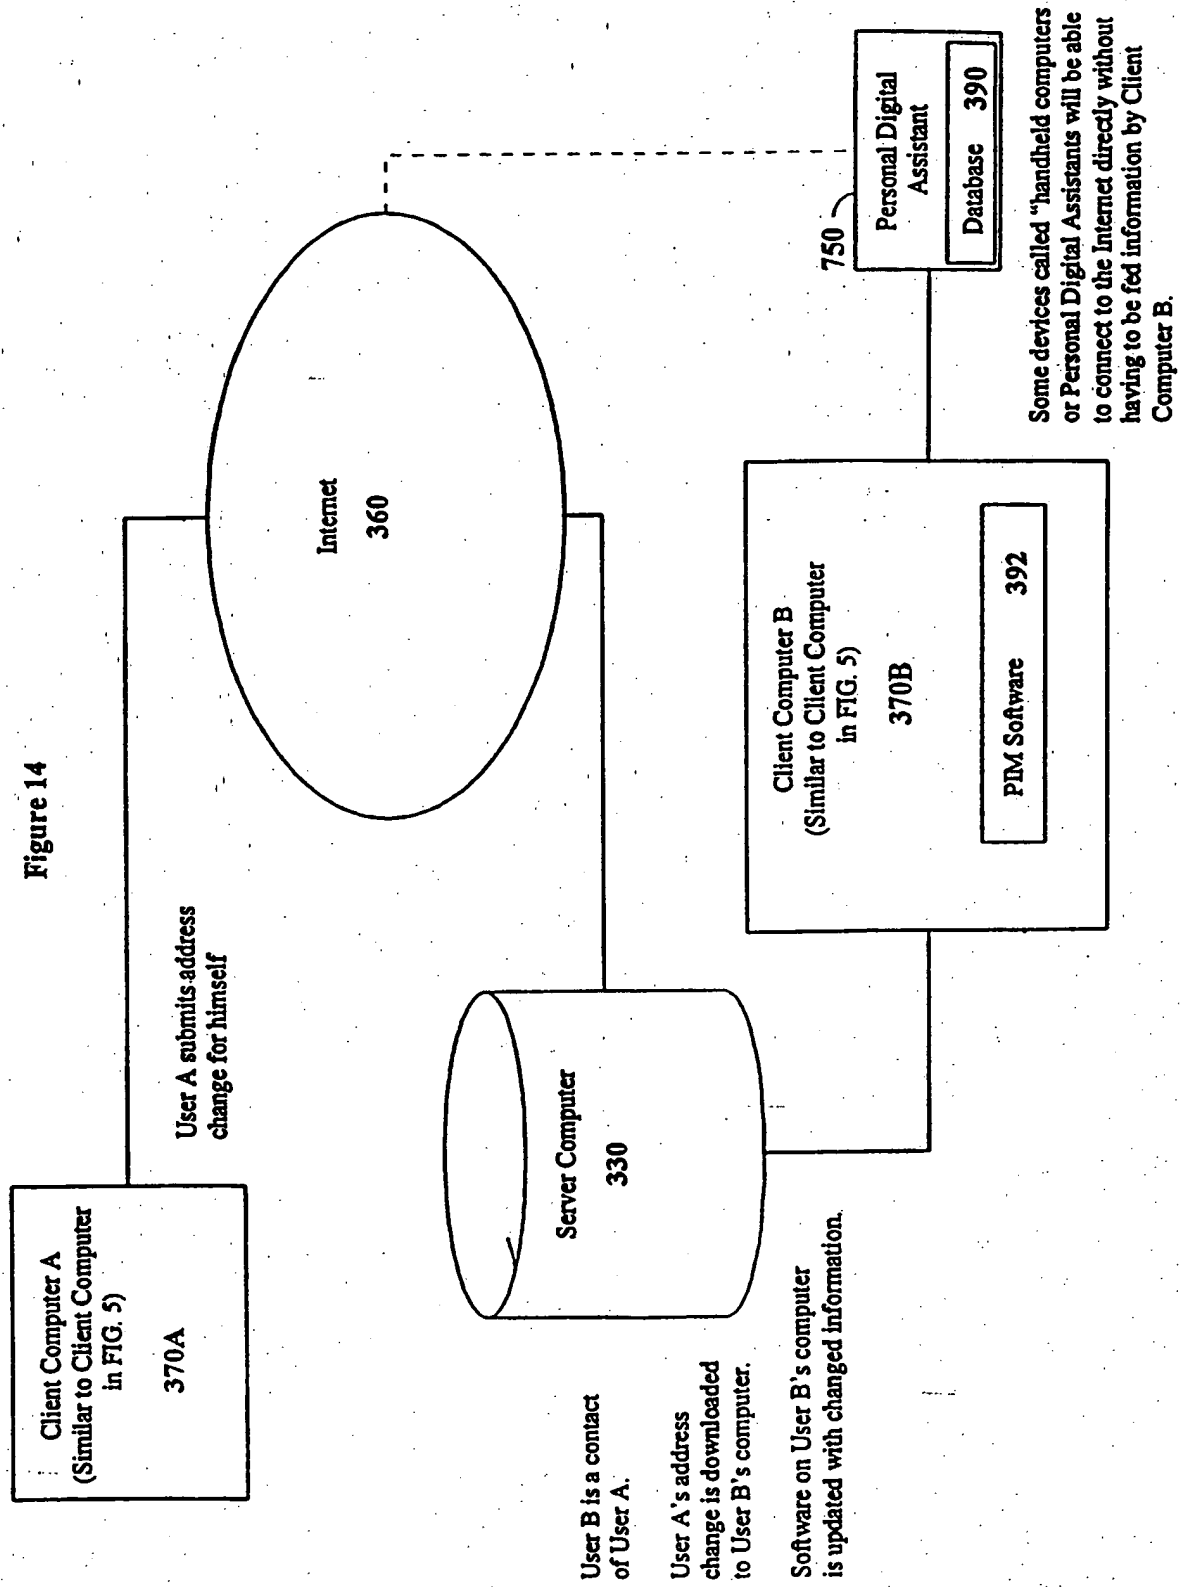 Figure 14
Client Computer A
(Similar to Client Computer
in FIG. 5)
370A
User A submits address
change for himself
Internet
360
Server Computer
330
User B is a contact
of User A.
User A's address
change is downloaded
to User B's computer.
Software on User B's computer
is updated with changed information.
Client Computer B
(Similar to Client Computer
in FIG. 5)
370B
PIM Software 392
750
Personal Digital
Assistant
Database 390
Some devices called "handheld computers
or Personal Digital Assistants will be able
to connect to the Internet directly without
having to be fed information by Client
Computer B.